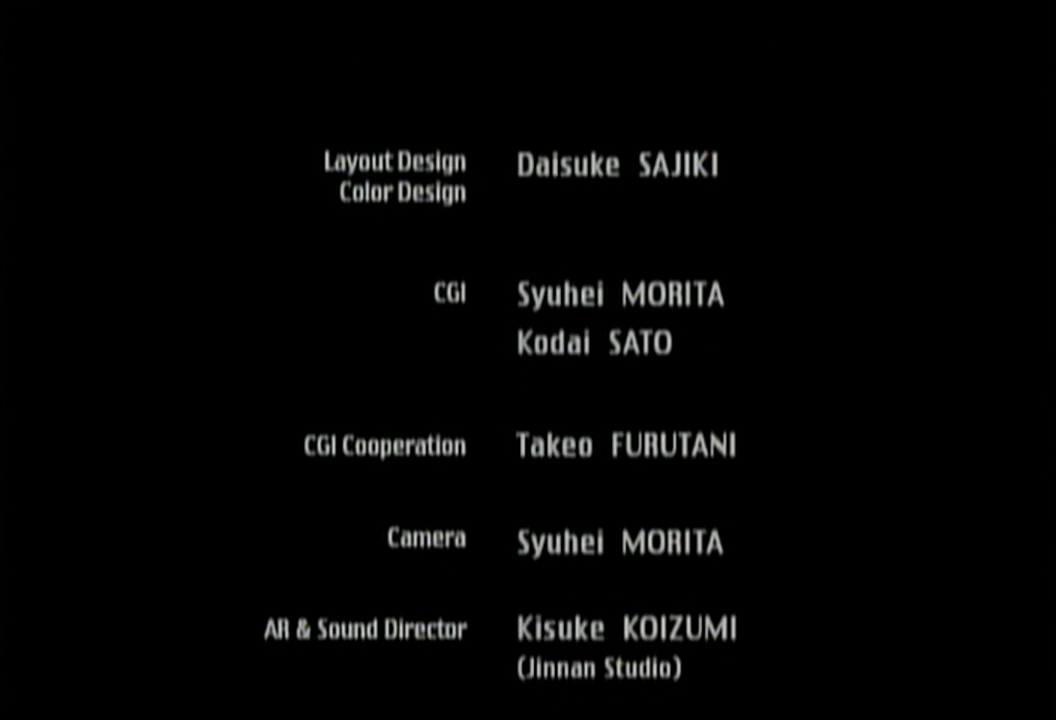 Layout Design Daisuke SAJIKI
Color Design
CGI Syuhei MORITA
Kodai SATO
CGI Cooperation Takeo FURUTANI
Camera Syuhei MORITA
AR & Sound Director Kisuke KOIZUMI
(Jinnan Studio)